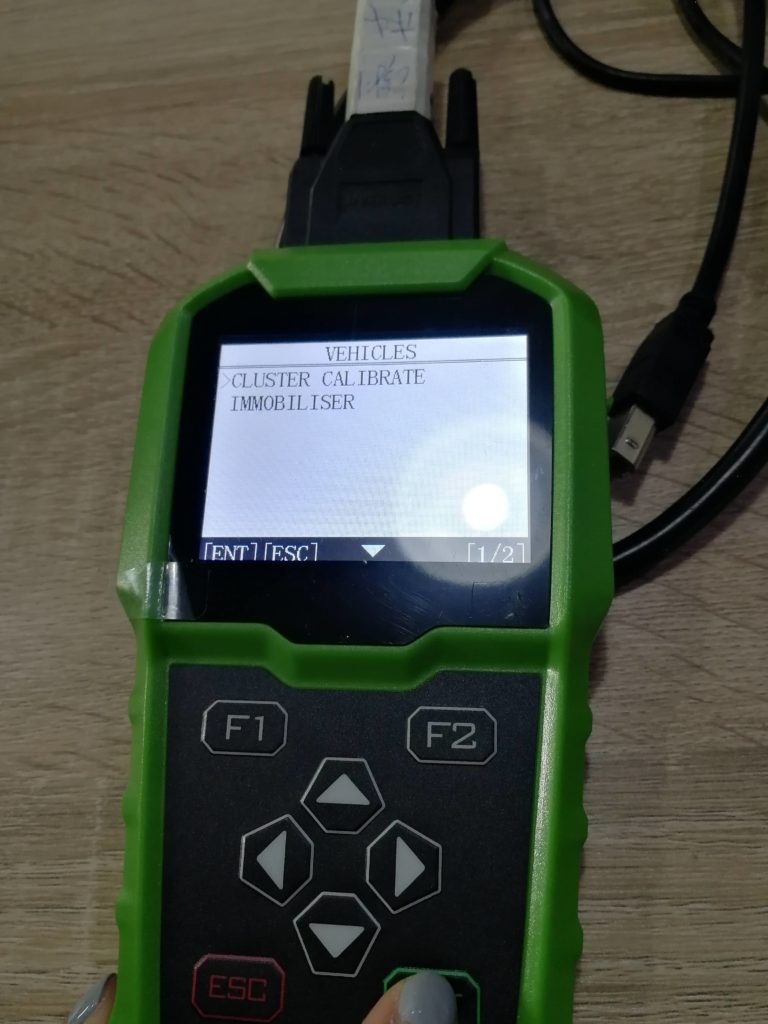 VEHICLES
>CLUSTER CALIBRATE
IMMOBILISER
[ENT][ESC] [1/2]
F1 F2
ESC